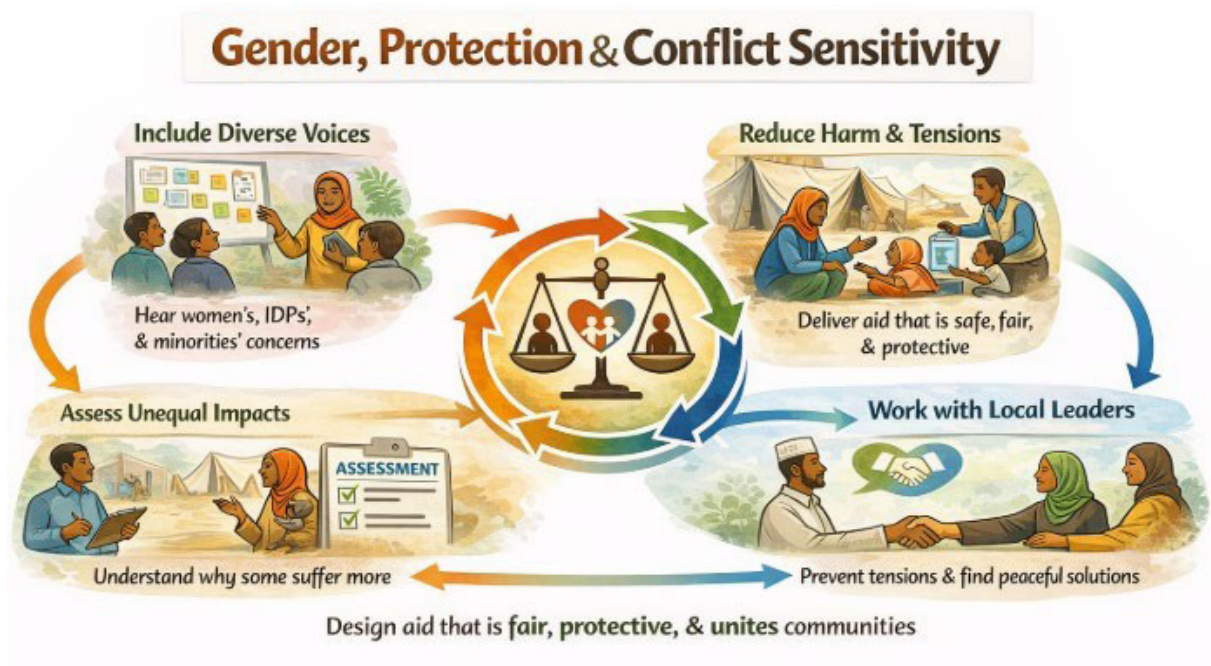 Gender, Protection & Conflict Sensitivity
Include Diverse Voices
Hear women's, IDPs',
& minorities' concerns
Reduce Harm & Tensions
Deliver aid that is safe, fair,
& protective
Assess Unequal Impacts
ASSESSMENT
Understand why some suffer more
Work with Local Leaders
Prevent tensions & find peaceful solutions
Design aid that is fair, protective, & unites communities